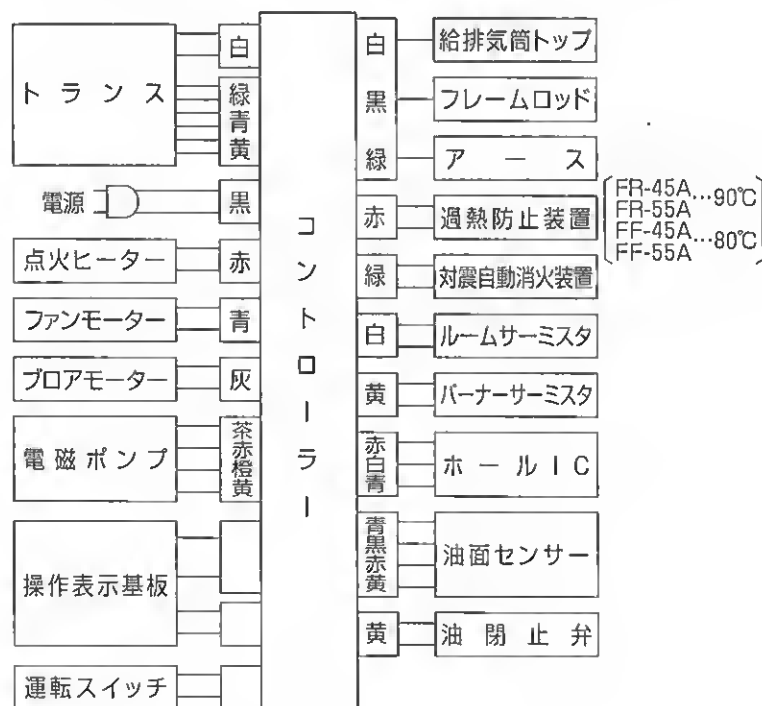 トランス
白
緑
青
黄
電源
黒
点火ヒーター
赤
ファンモーター
青
ブロアモーター
灰
電磁ポンプ
茶
赤
橙
黄
操作表示基板
運転スイッチ
コントローラー
白
給排気筒トップ
黒
フレームロッド
緑
アース
赤
過熱防止装置
FR-45A
FR-55A
…90℃
FF-45A
FF-55A
…80℃
緑
対震自動消火装置
白
ルームサーミスタ
黄
バーナーサーミスタ
赤
白
青
ホールIC
青
黒
赤
黄
油面センサー
黄
油閉止弁